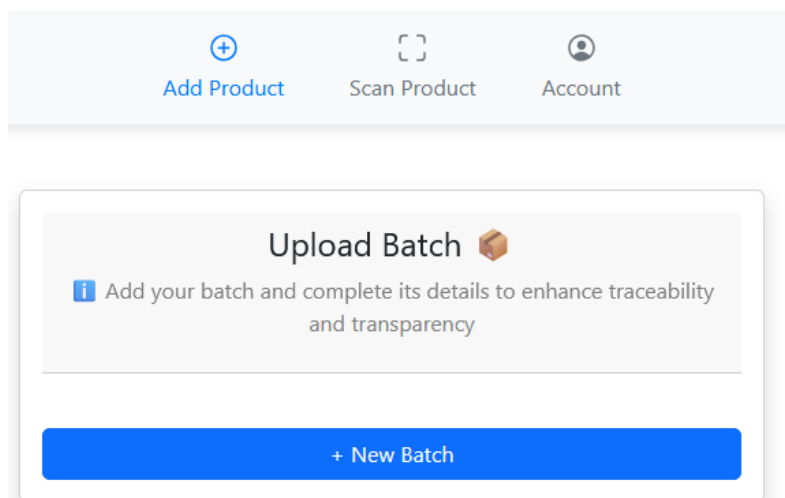 Add Product
Scan Product
Account
Upload Batch 📦
ℹ️ Add your batch and complete its details to enhance traceability
and transparency
+ New Batch